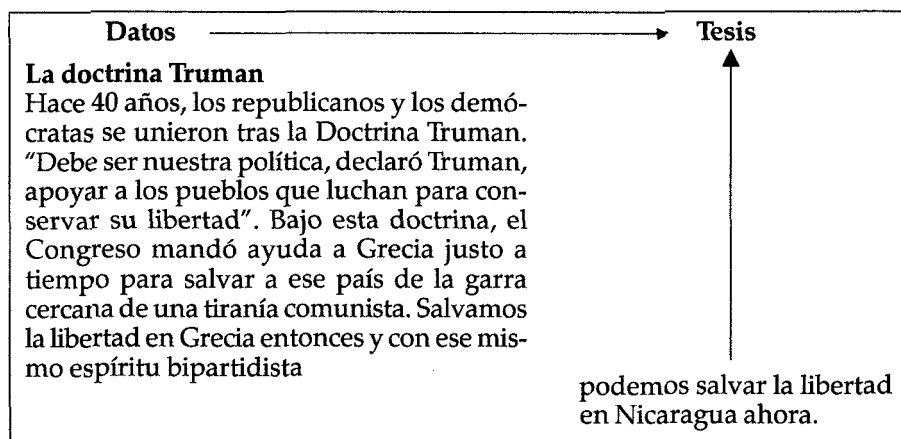 Datos Tesis
La doctrina Truman
Hace 40 años, los republicanos y los demó-
cratas se unieron tras la Doctrina Truman.
"Debe ser nuestra política, declaró Truman,
apoyar a los pueblos que luchan para con-
servar su libertad". Bajo esta doctrina, el
Congreso mandó ayuda a Grecia justo a
tiempo para salvar a ese país de la garra
cercana de una tiranía comunista. Salvamos
la libertad en Grecia entonces y con ese mis-
mo espíritu bipartidista
podemos salvar la libertad
en Nicaragua ahora.